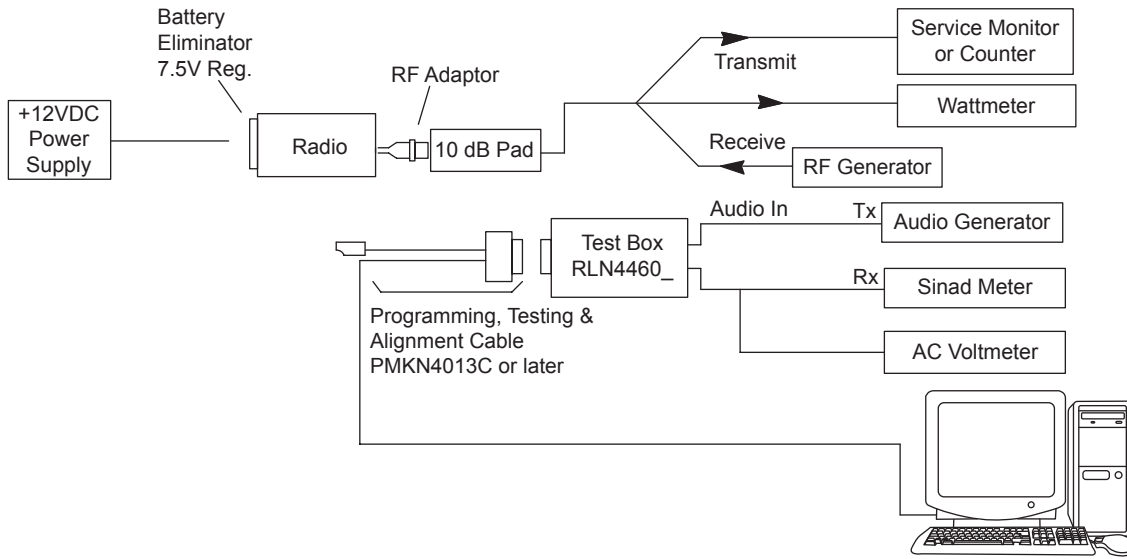 Battery
Eliminator
7.5V Reg.
RF Adaptor
+12VDC
Power
Supply
Radio
10 dB Pad
Transmit
Service Monitor
or Counter
Wattmeter
Receive
RF Generator
Audio In
Tx
Audio Generator
Test Box
RLN4460_
Rx
Sinad Meter
Programming, Testing &
Alignment Cable
PMKN4013C or later
AC Voltmeter